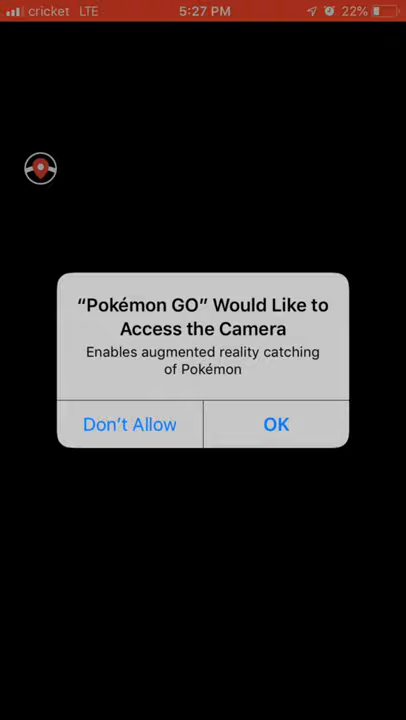 cricket LTE 5:27 PM 22%
“Pokémon GO” Would Like to
Access the Camera
Enables augmented reality catching
of Pokémon
Don’t Allow OK